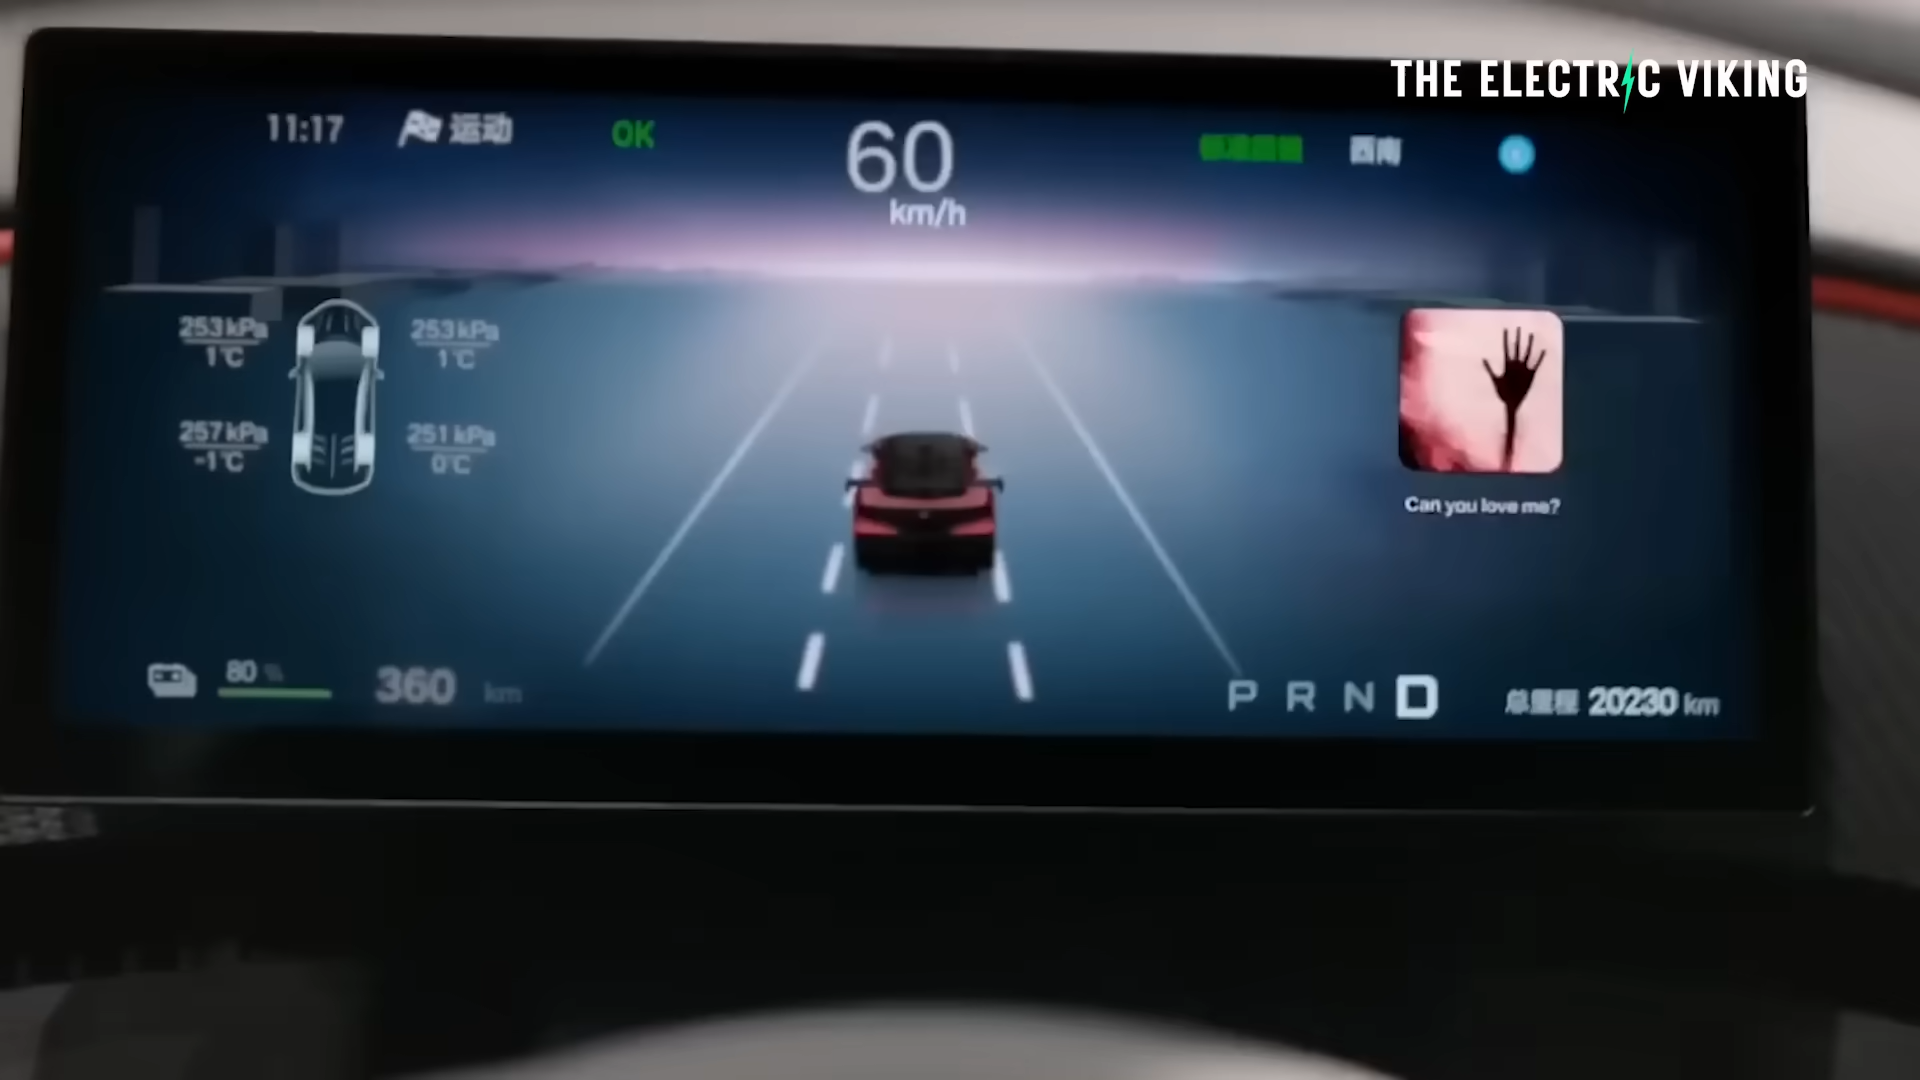 THE ELECTRIC VIKING
11:17
运动
OK
60
km/h
西南
253 kPa
1°C
253 kPa
1°C
257 kPa
-1°C
251 kPa
0°C
Can you love me?
80 %
360 km
P R N D
总里程 20230 km